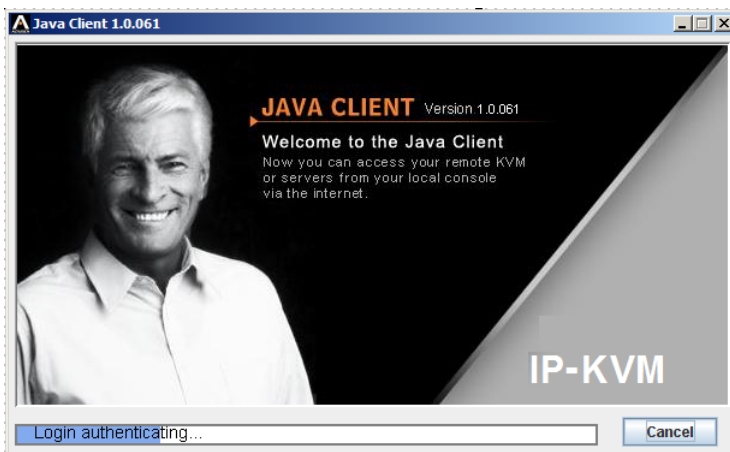 Java Client 1.0.061
JAVA CLIENT Version 1.0.061
Welcome to the Java Client
Now you can access your remote KVM
or servers from your local console
via the internet.
IP-KVM
Login authenticating...
Cancel